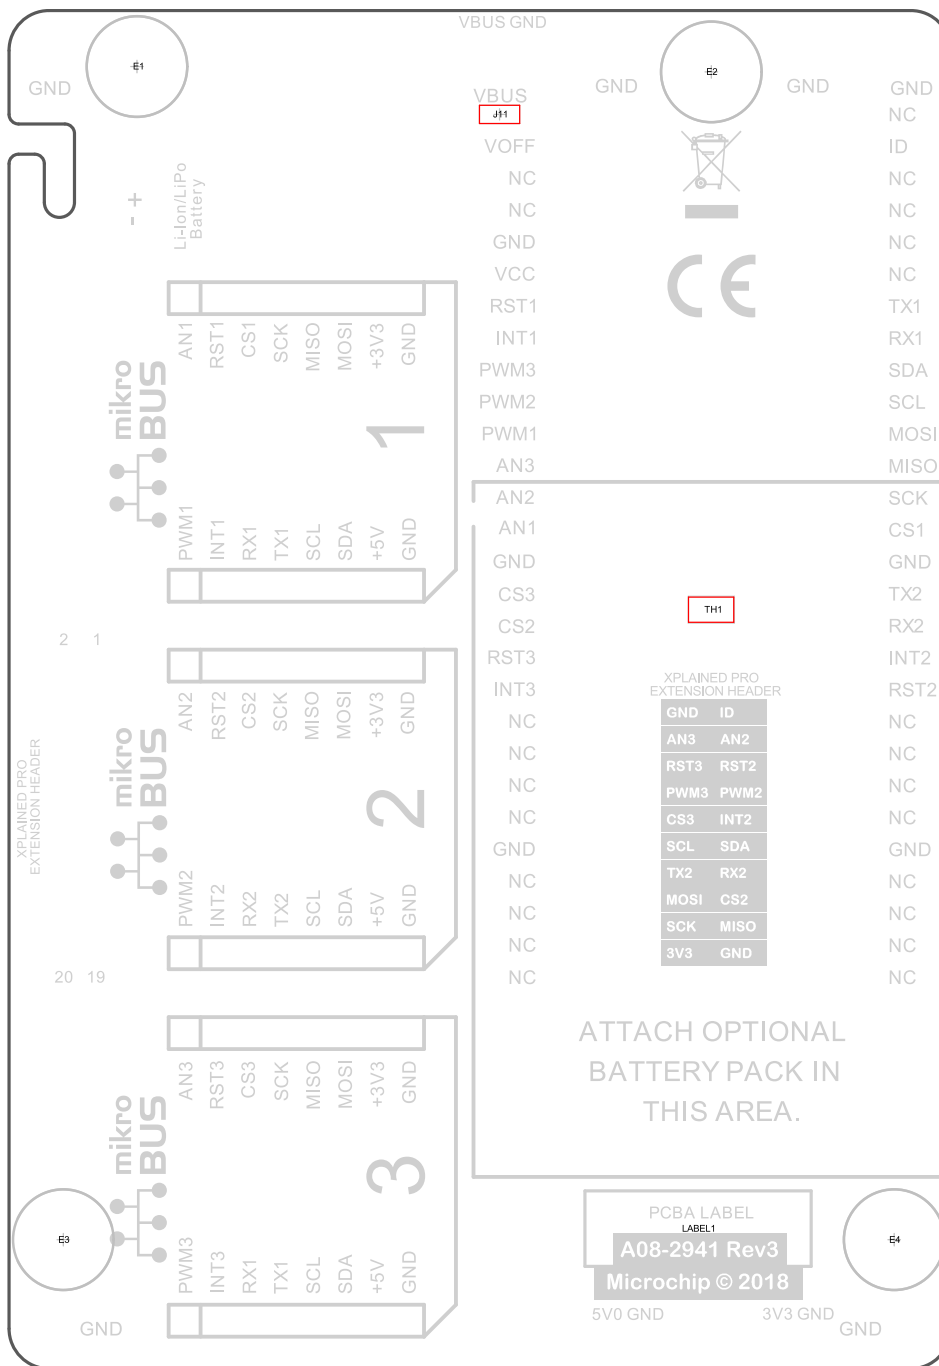 VBUS GND
E1
E2
GND
GND
GND
GND
VBUS
J11
NC
VOFF
ID
NC
NC
NC
NC
GND
NC
VCC
NC
RST1
TX1
INT1
RX1
PWM3
SDA
PWM2
SCL
PWM1
MOSI
AN3
MISO
AN2
SCK
AN1
CS1
GND
GND
CS3
TX2
CS2
RX2
RST3
INT2
INT3
RST2
NC
NC
NC
NC
NC
NC
NC
NC
GND
GND
NC
NC
NC
NC
NC
NC
NC
NC
- +
Li-Ion/LiPo
Battery
mikro
BUS
AN1
RST1
CS1
SCK
MISO
MOSI
+3V3
GND
1
PWM1
INT1
RX1
TX1
SCL
SDA
+5V
GND
2 1
XPLAINED PRO
EXTENSION HEADER
20 19
mikro
BUS
AN2
RST2
CS2
SCK
MISO
MOSI
+3V3
GND
2
PWM2
INT2
RX2
TX2
SCL
SDA
+5V
GND
mikro
BUS
AN3
RST3
CS3
SCK
MISO
MOSI
+3V3
GND
3
PWM3
INT3
RX1
TX1
SCL
SDA
+5V
GND
TH1
XPLAINED PRO
EXTENSION HEADER
GND ID
AN3 AN2
RST3 RST2
PWM3 PWM2
CS3 INT2
SCL SDA
TX2 RX2
MOSI CS2
SCK MISO
3V3 GND
ATTACH OPTIONAL
BATTERY PACK IN
THIS AREA.
PCBA LABEL
LABEL1
A08-2941 Rev3
Microchip © 2018
E3
E4
5V0 GND
3V3 GND
GND
GND
CE